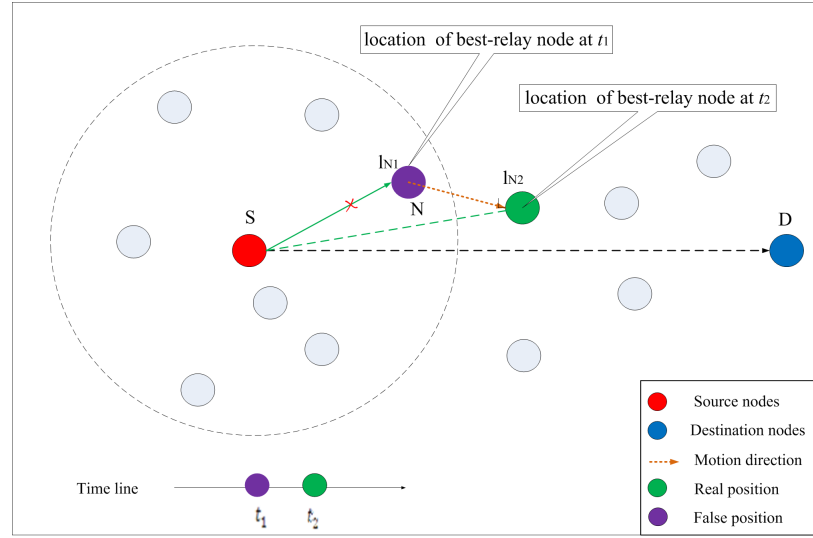 location of best-relay node at t1
location of best-relay node at t2
lN1
lN2
N
S
D
Source nodes
Destination nodes
Motion direction
Real position
False position
Time line
t1
t2